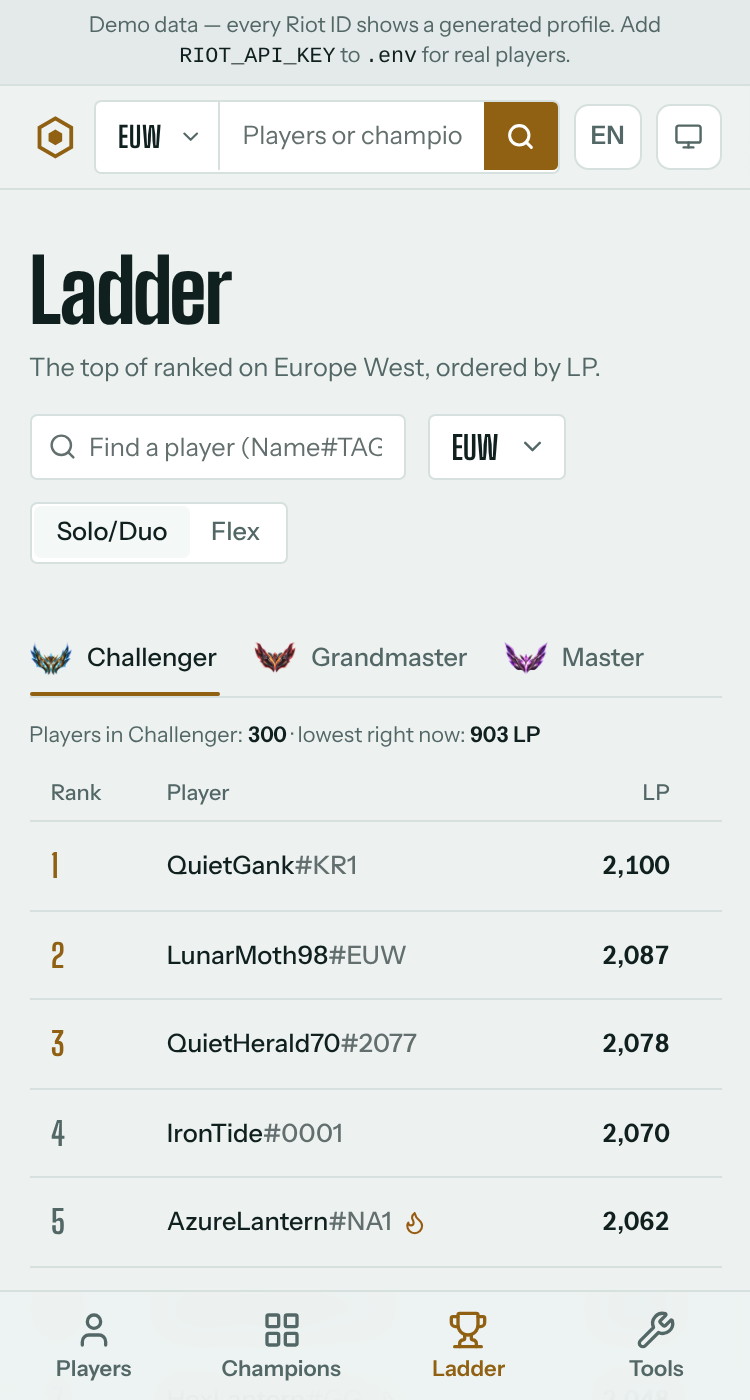 Demo data — every Riot ID shows a generated profile. Add
RIOT_API_KEY to .env for real players.
EUW Players or champio EN
Ladder
The top of ranked on Europe West, ordered by LP.
Find a player (Name#TAG EUW
Solo/Duo Flex
Challenger Grandmaster Master
Players in Challenger: 300 · lowest right now: 903 LP
Rank Player LP
1 QuietGank#KR1 2,100
2 LunarMoth98#EUW 2,087
3 QuietHerald70#2077 2,078
4 IronTide#0001 2,070
5 AzureLantern#NA1 2,062
Players Champions Ladder Tools